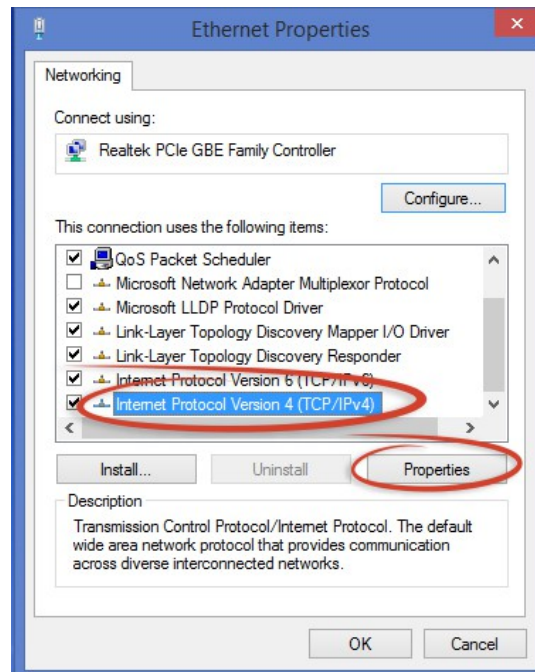 Ethernet Properties
Networking
Connect using:
Realtek PCIe GBE Family Controller
Configure...
This connection uses the following items:
QoS Packet Scheduler
Microsoft Network Adapter Multiplexor Protocol
Microsoft LLDP Protocol Driver
Link-Layer Topology Discovery Mapper I/O Driver
Link-Layer Topology Discovery Responder
Internet Protocol Version 6 (TCP/IPv6)
Internet Protocol Version 4 (TCP/IPv4)
Install...
Uninstall
Properties
Description
Transmission Control Protocol/Internet Protocol. The default
wide area network protocol that provides communication
across diverse interconnected networks.
OK
Cancel